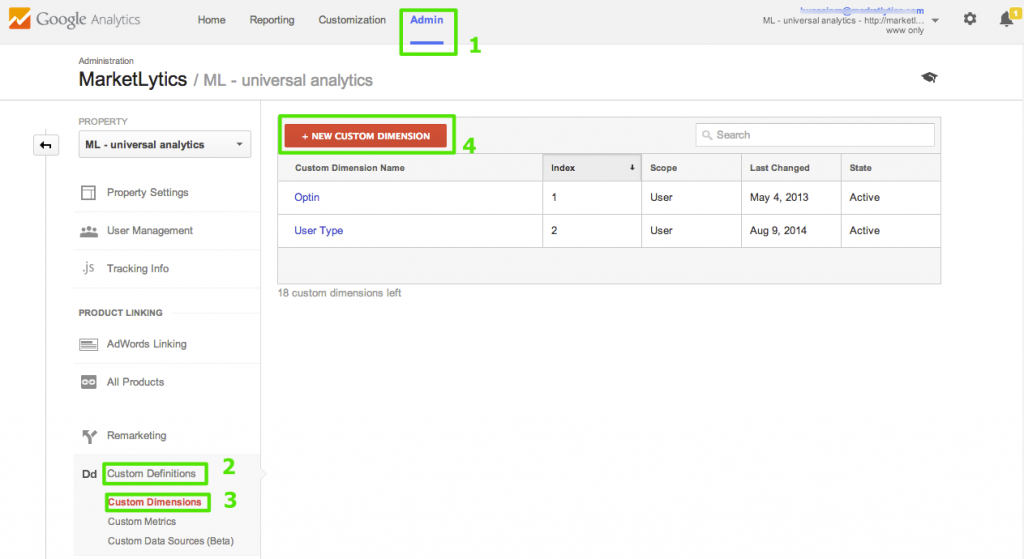 Google Analytics
Home Reporting Customization Admin
1
ML - universal analytics - http://marketl...
www only
1
Administration
MarketLytics / ML - universal analytics
PROPERTY
ML - universal analytics
Property Settings
User Management
.js Tracking Info
PRODUCT LINKING
AdWords Linking
All Products
Remarketing
Dd Custom Definitions 2
Custom Dimensions 3
Custom Metrics
Custom Data Sources (Beta)
+ NEW CUSTOM DIMENSION 4
Search
Custom Dimension Name Index Scope Last Changed State
Optin 1 User May 4, 2013 Active
User Type 2 User Aug 9, 2014 Active
18 custom dimensions left